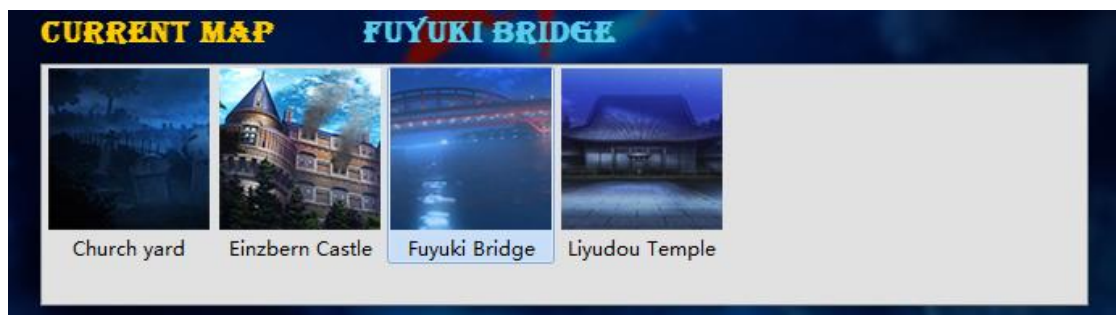 CURRENT MAP FUYUKI BRIDGE
Church yard Einzbern Castle Fuyuki Bridge Liyudou Temple